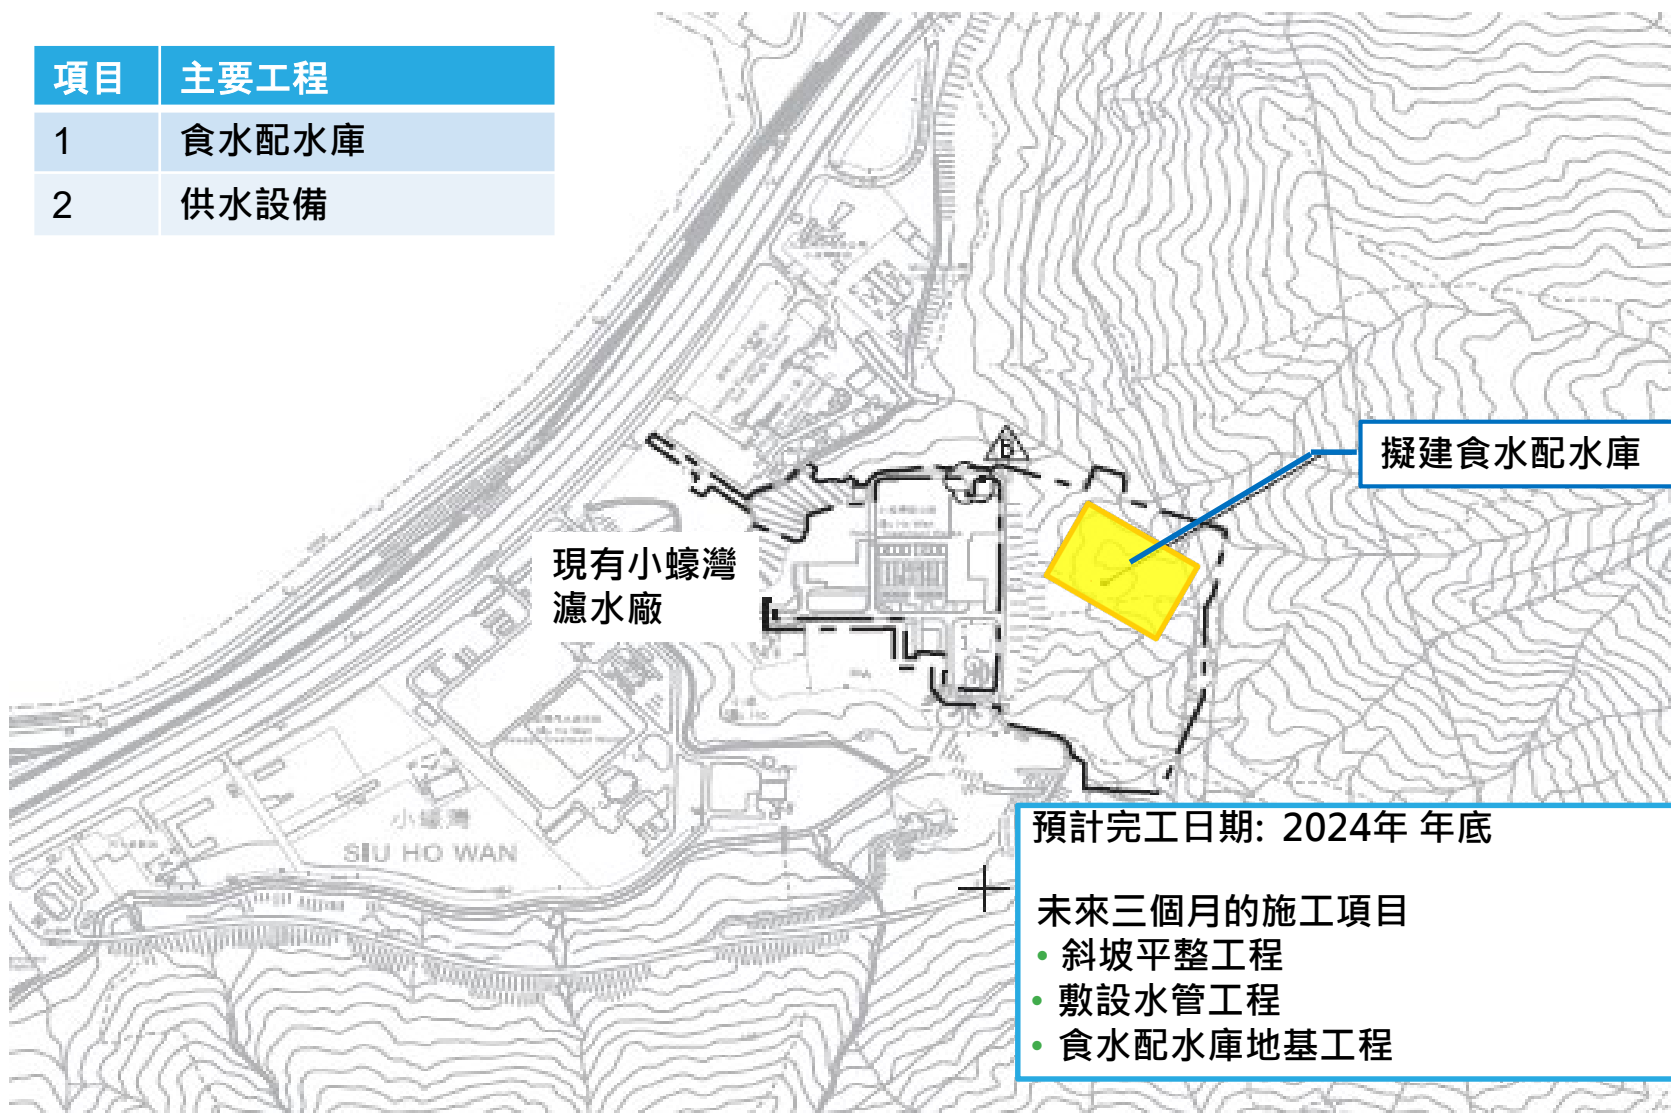 項目 主要工程
1 食水配水庫
2 供水設備
B
擬建食水配水庫
現有小蠔灣
濾水廠
小蠔灣
SIU HO WAN
預計完工日期: 2024年 年底
未來三個月的施工項目
• 斜坡平整工程
• 敷設水管工程
• 食水配水庫地基工程